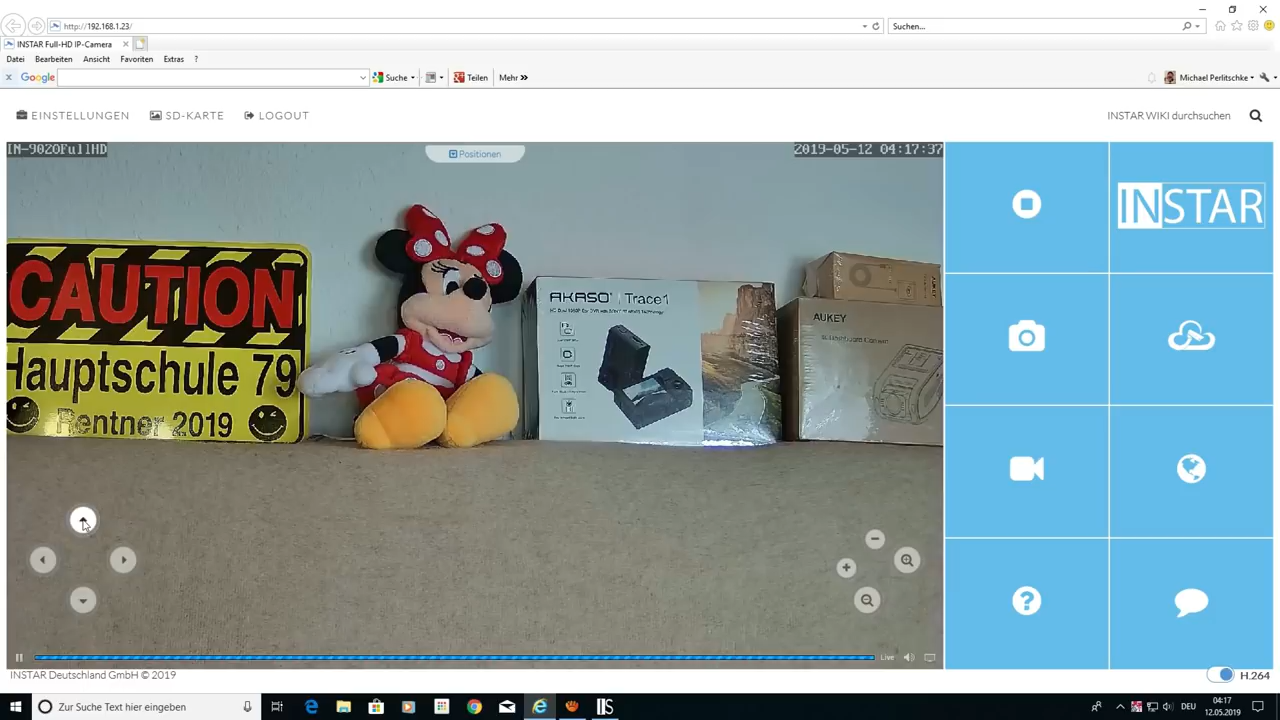 http://192.168.1.23/
Suchen...
INSTAR Full-HD IP-Camera
Datei Bearbeiten Ansicht Favoriten Extras ?
Google Suche Teilen Mehr »
Michael Perlitschke
EINSTELLUNGEN SD-KARTE LOGOUT
INSTAR WIKI durchsuchen
IN-9020FullHD
Positionen
2019-05-12 04:17:37
INSTAR
CAUTION
Hauptschule 79
Rentner 2019
AKASO Trace1
AUKEY
Live
INSTAR Deutschland GmbH © 2019
H.264
Zur Suche Text hier eingeben
DEU
04:17
12.05.2019